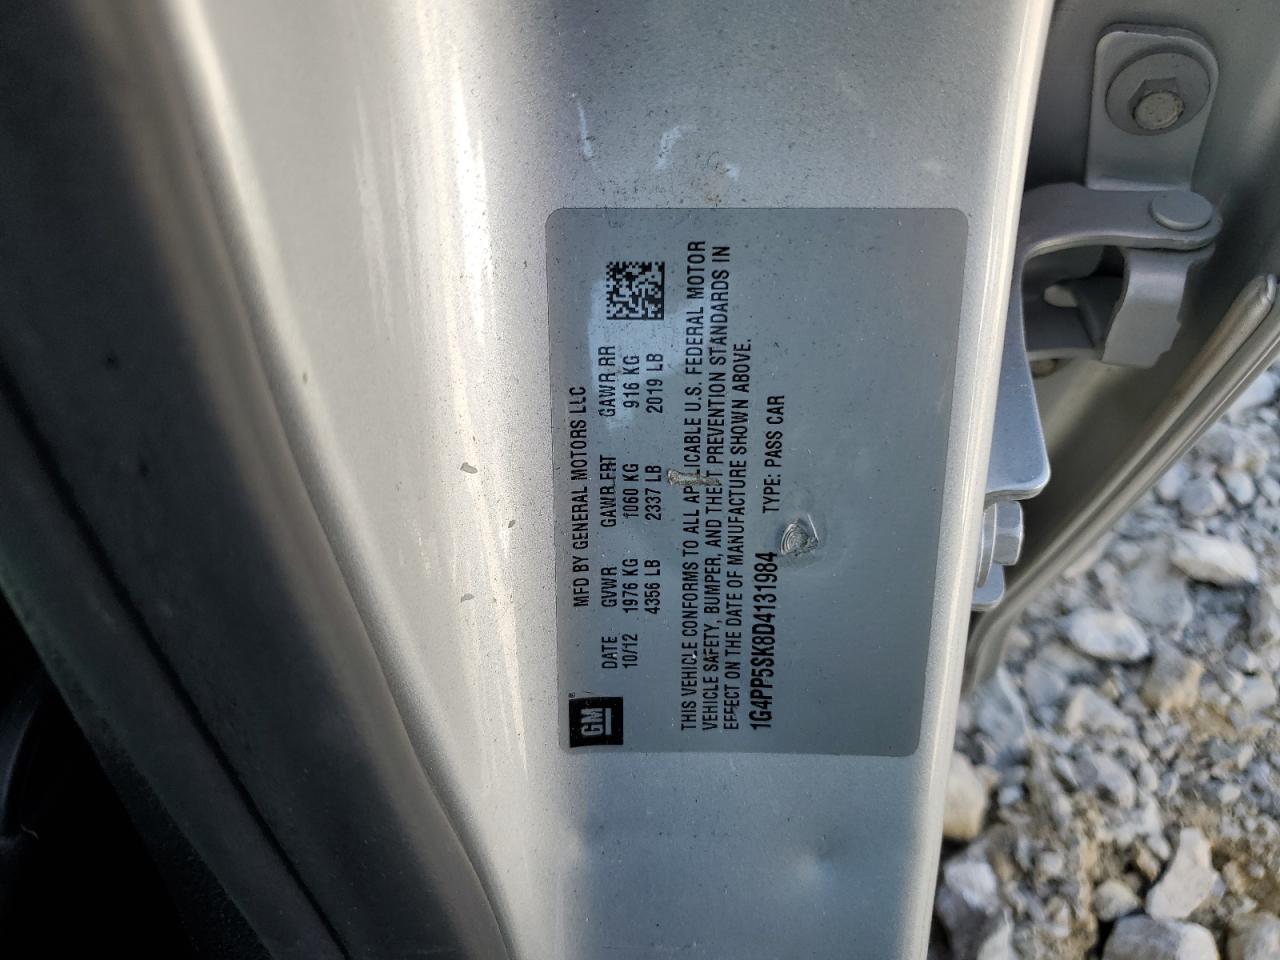 GM®
MFD BY GENERAL MOTORS LLC
DATE GVWR GAWR FRT GAWR RR
10/12 1976 KG 1060 KG 916 KG
4356 LB 2337 LB 2019 LB
THIS VEHICLE CONFORMS TO ALL APPLICABLE U.S. FEDERAL MOTOR
VEHICLE SAFETY, BUMPER, AND THEFT PREVENTION STANDARDS IN
EFFECT ON THE DATE OF MANUFACTURE SHOWN ABOVE.
1G4PP5SK8D4131984 TYPE: PASS CAR